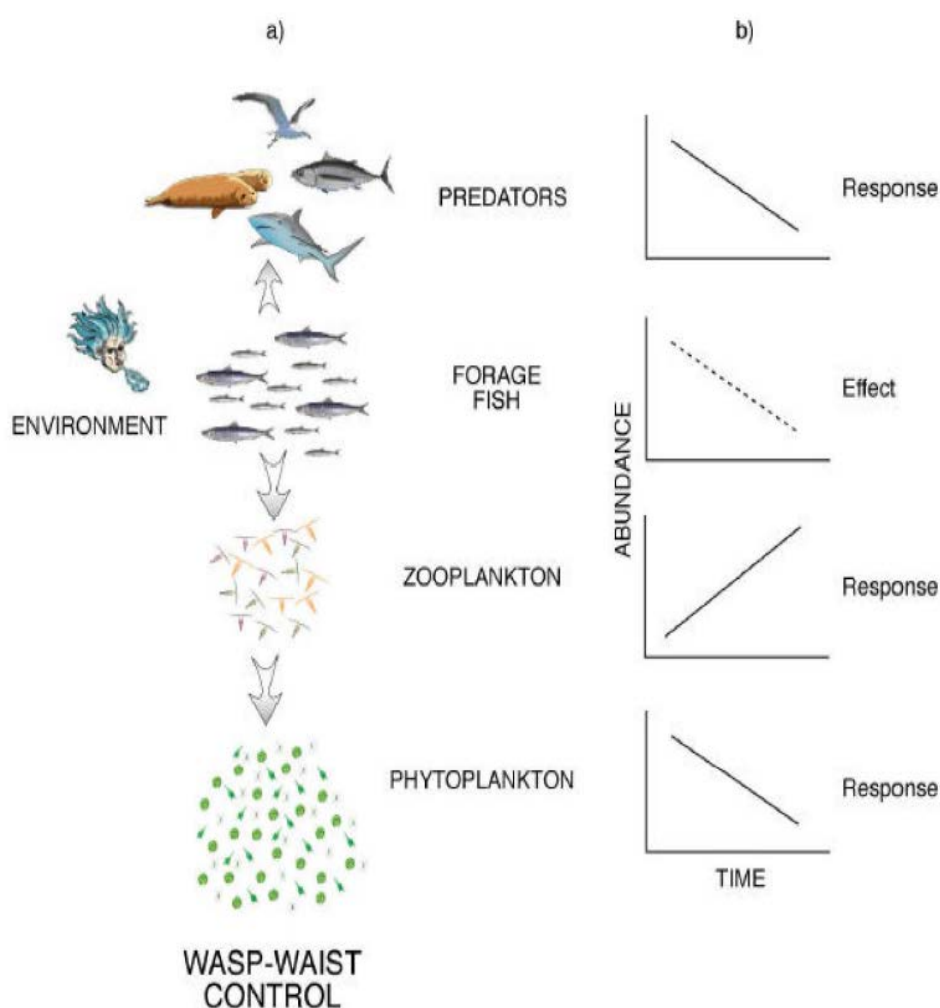 a)
b)
PREDATORS
Response
ENVIRONMENT
FORAGE
FISH
Effect
ABUNDANCE
ZOOPLANKTON
Response
PHYTOPLANKTON
Response
TIME
WASP-WAIST
CONTROL